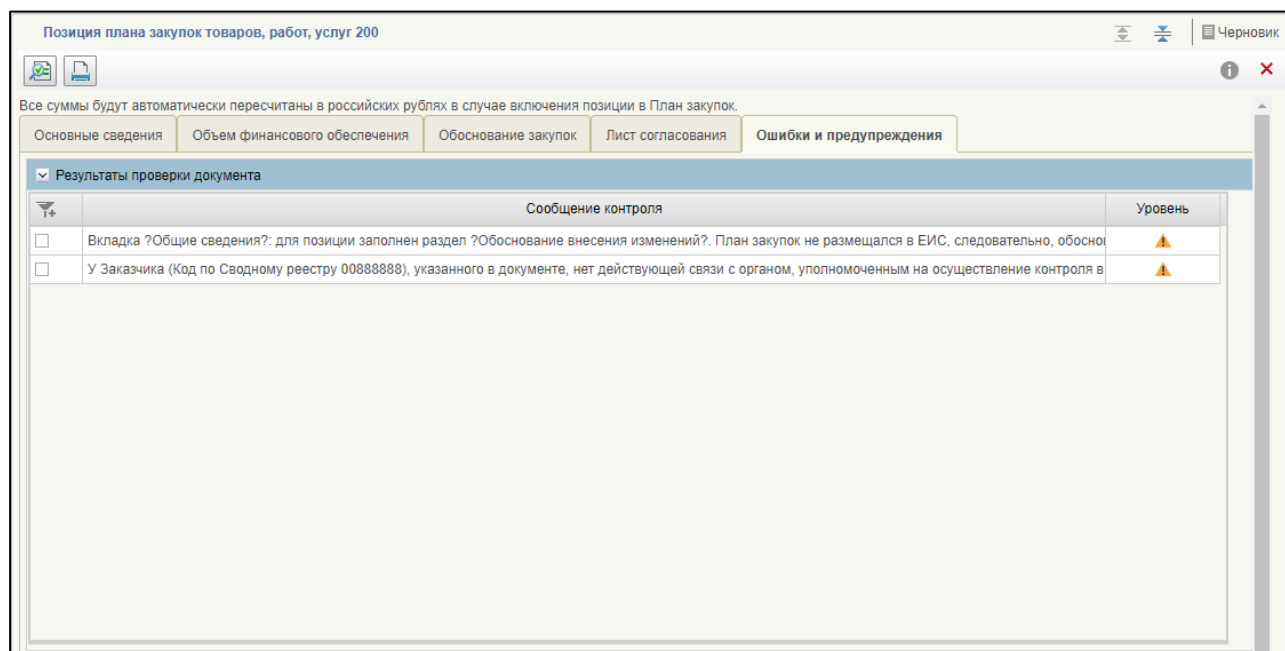 Позиция плана закупок товаров, работ, услуг 200
Черновик
Все суммы будут автоматически пересчитаны в российских рублях в случае включения позиции в План закупок.
Основные сведения Объем финансового обеспечения Обоснование закупок Лист согласования Ошибки и предупреждения
Результаты проверки документа
Сообщение контроля Уровень
Вкладка ?Общие сведения?: для позиции заполнен раздел ?Обоснование внесения изменений?. План закупок не размещался в ЕИС, следовательно, обосно
У Заказчика (Код по Сводному реестру 00888888), указанного в документе, нет действующей связи с органом, уполномоченным на осуществление контроля в